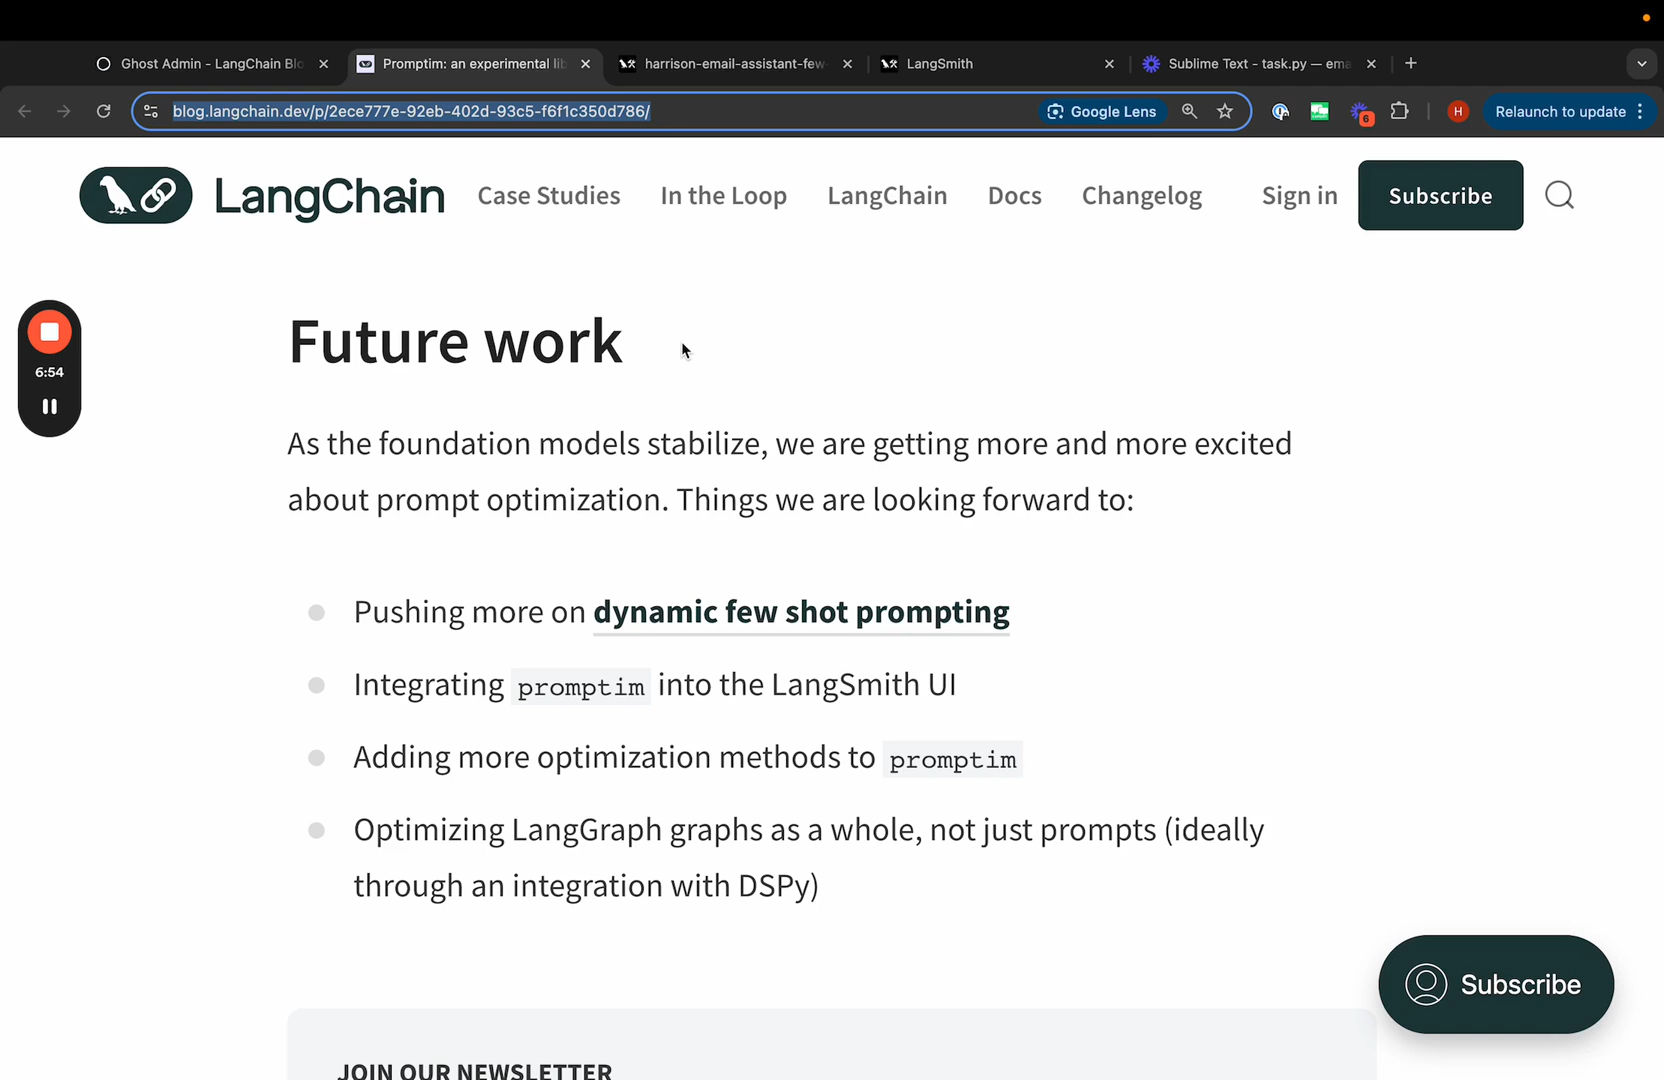 Ghost Admin - LangChain Blo
Promptim: an experimental lib
harrison-email-assistant-few-
LangSmith
Sublime Text - task.py — ema
blog.langchain.dev/p/2ece777e-92eb-402d-93c5-f6f1c350d786/
Google Lens
6
H
Relaunch to update
LangChain
Case Studies
In the Loop
LangChain
Docs
Changelog
Sign in
Subscribe
6:54
Future work
As the foundation models stabilize, we are getting more and more excited
about prompt optimization. Things we are looking forward to:
Pushing more on dynamic few shot prompting
Integrating promptim into the LangSmith UI
Adding more optimization methods to promptim
Optimizing LangGraph graphs as a whole, not just prompts (ideally
through an integration with DSPy)
Subscribe
JOIN OUR NEWSLETTER